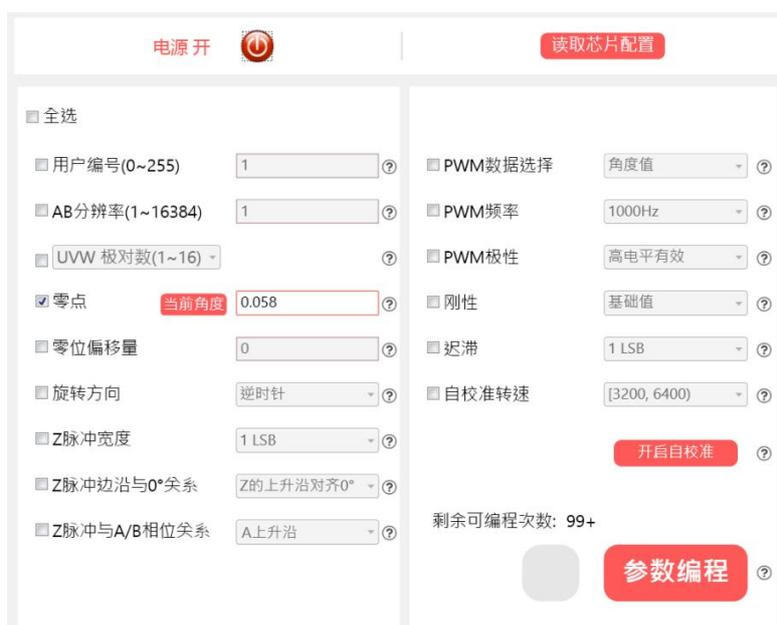 电源 开
读取芯片配置
全选
用户编号(0~255) 1 ?
AB分辨率(1~16384) 1 ?
UVW 极对数(1~16) ?
零点 当前角度 0.058 ?
零位偏移量 0 ?
旋转方向 逆时针 ?
Z脉冲宽度 1 LSB ?
Z脉冲边沿与0°关系 Z的上升沿对齐0° ?
Z脉冲与A/B相位关系 A上升沿 ?
PWM数据选择 角度值 ?
PWM频率 1000Hz ?
PWM极性 高电平有效 ?
刚性 基础值 ?
迟滞 1 LSB ?
自校准转速 [3200, 6400) ?
开启自校准 ?
剩余可编程次数: 99+
参数编程 ?